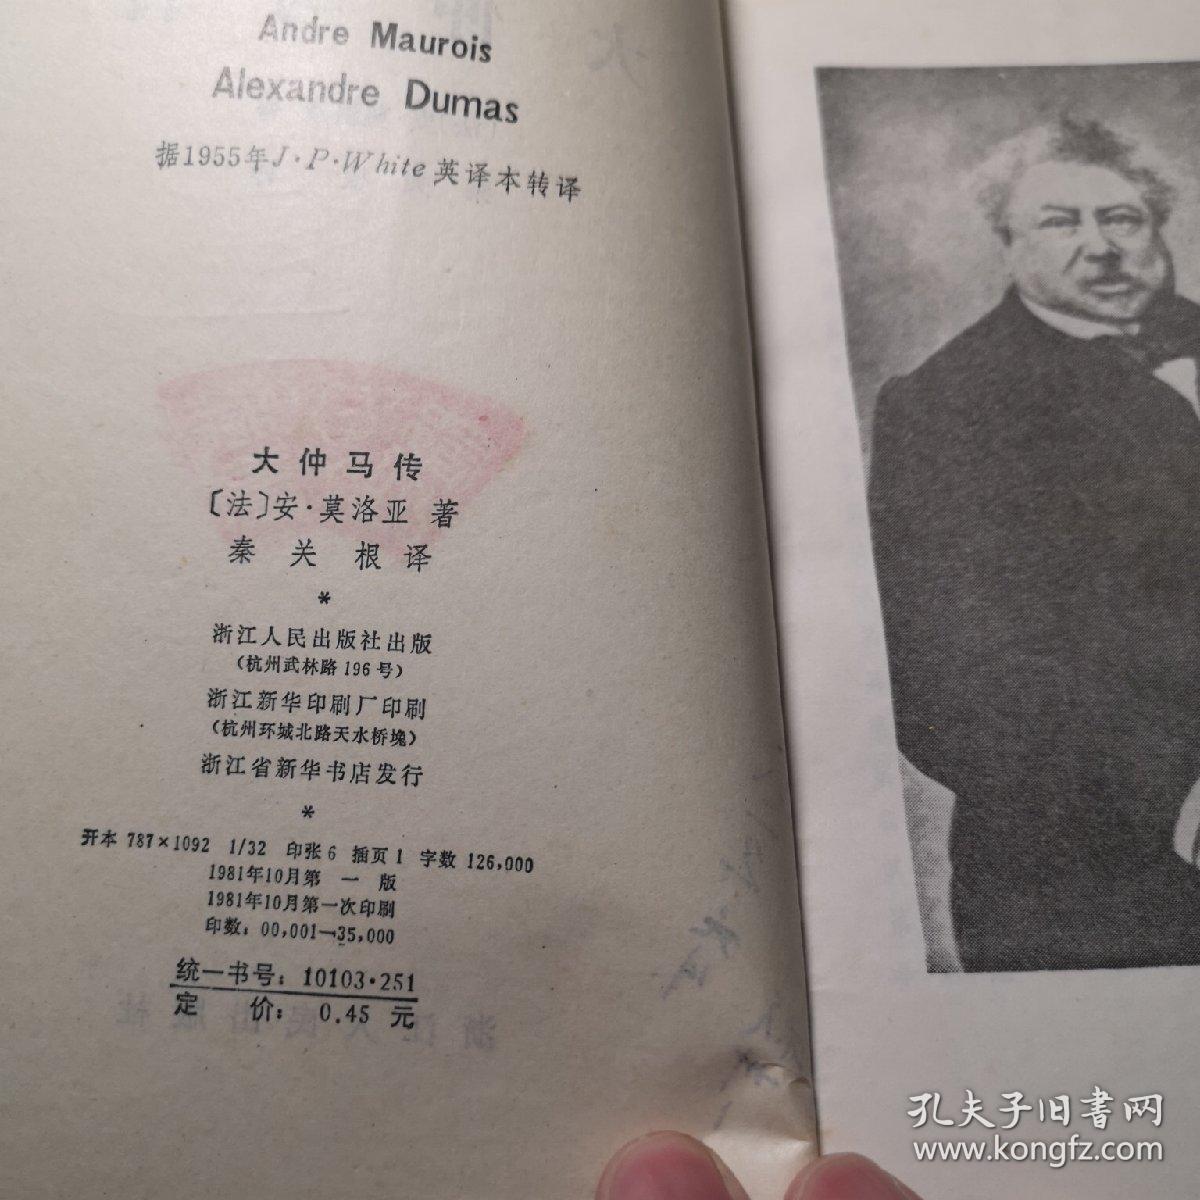 Andre Maurois
Alexandre Dumas
据1955年J·P·White英译本转译
大仲马传
〔法〕安·莫洛亚 著
秦关根译
*
浙江人民出版社出版
(杭州武林路196号)
浙江新华印刷厂印刷
(杭州环城北路天水桥堍)
浙江省新华书店发行
*
开本 787×1092 1/32 印张6 插页1 字数 126,000
1981年10月第一版
1981年10月第一次印刷
印数:00,001—35,000
统一书号:10103·251
定 价:0.45 元
孔夫子旧书网
www.kongfz.com